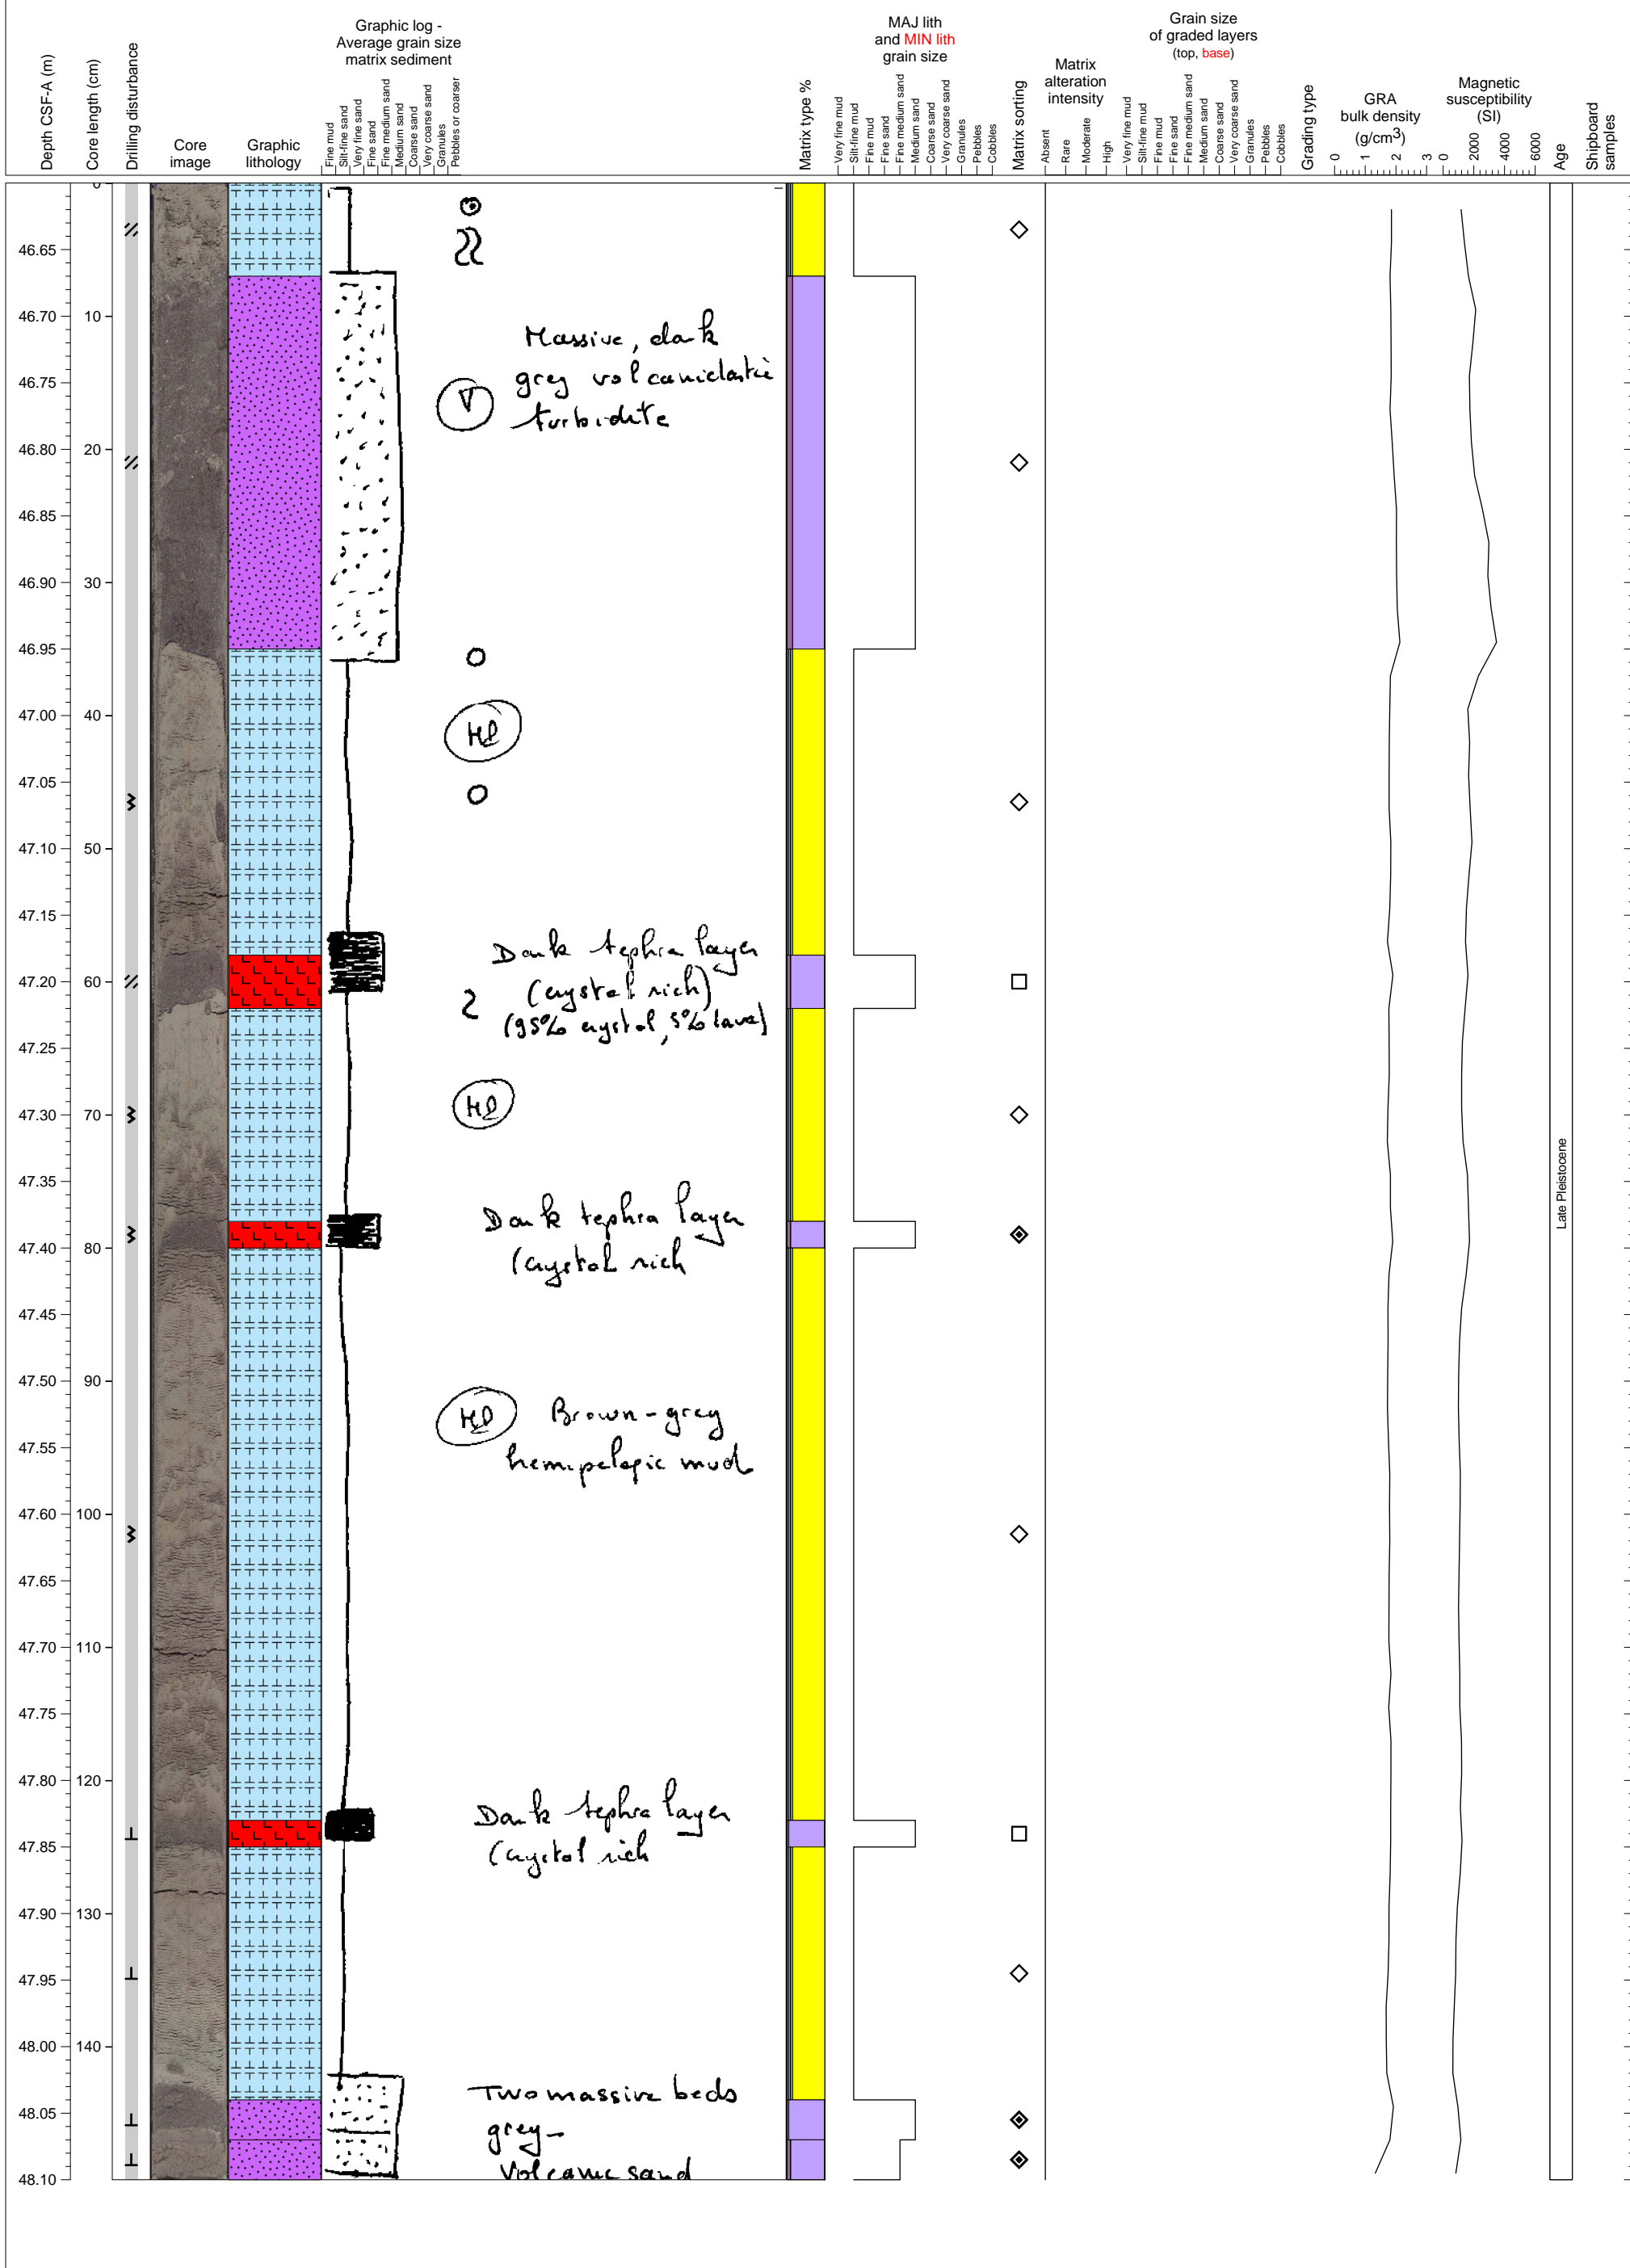 Graphic log -
Average grain size
matrix sediment
MAJ lith
and MIN lith
grain size
Grain size
of graded layers
(top, base)
Depth CSF-A (m)
Core length (cm)
Drilling disturbance
Core
image
Graphic
lithology
Fine mud
Silt-fine sand
Very fine sand
Fine sand
Fine medium sand
Medium sand
Coarse sand
Very coarse sand
Granules
Pebbles or coarser
Matrix type %
Very fine mud
Silt-fine mud
Fine mud
Fine sand
Fine medium sand
Medium sand
Coarse sand
Very coarse sand
Granules
Pebbles
Cobbles
Matrix sorting
Matrix
alteration
intensity
Absent
Rare
Moderate
High
Very fine mud
Silt-fine mud
Fine mud
Fine sand
Fine medium sand
Medium sand
Coarse sand
Very coarse sand
Granules
Pebbles
Cobbles
Grading type
GRA
bulk density
(g/cm3)
0 1 2 3
Magnetic
susceptibility
(SI)
0 2000 4000 6000
Age
Shipboard
samples
0
46.65
46.70 10
Massive, dark
46.75
grey volcaniclastic
V
turbidite
46.80 20
46.85
46.90 30
46.95
47.00 40
HP
47.05
47.10 50
47.15
Dark tephra layer
47.20 60
(crystal rich)
(95% crystal, 5% lava)
47.25
47.30 70
HP
47.35
Late Pleistocene
Dark tephra layer
47.40 80
(crystal rich
47.45
47.50 90
HP Brown-grey
47.55
hemipelagic mud
47.60 100
47.65
47.70 110
47.75
47.80 120
Dark tephra layer
47.85
(crystal rich
47.90 130
47.95
48.00 140
Two massive beds
48.05
grey-
Volcanic sand
48.10